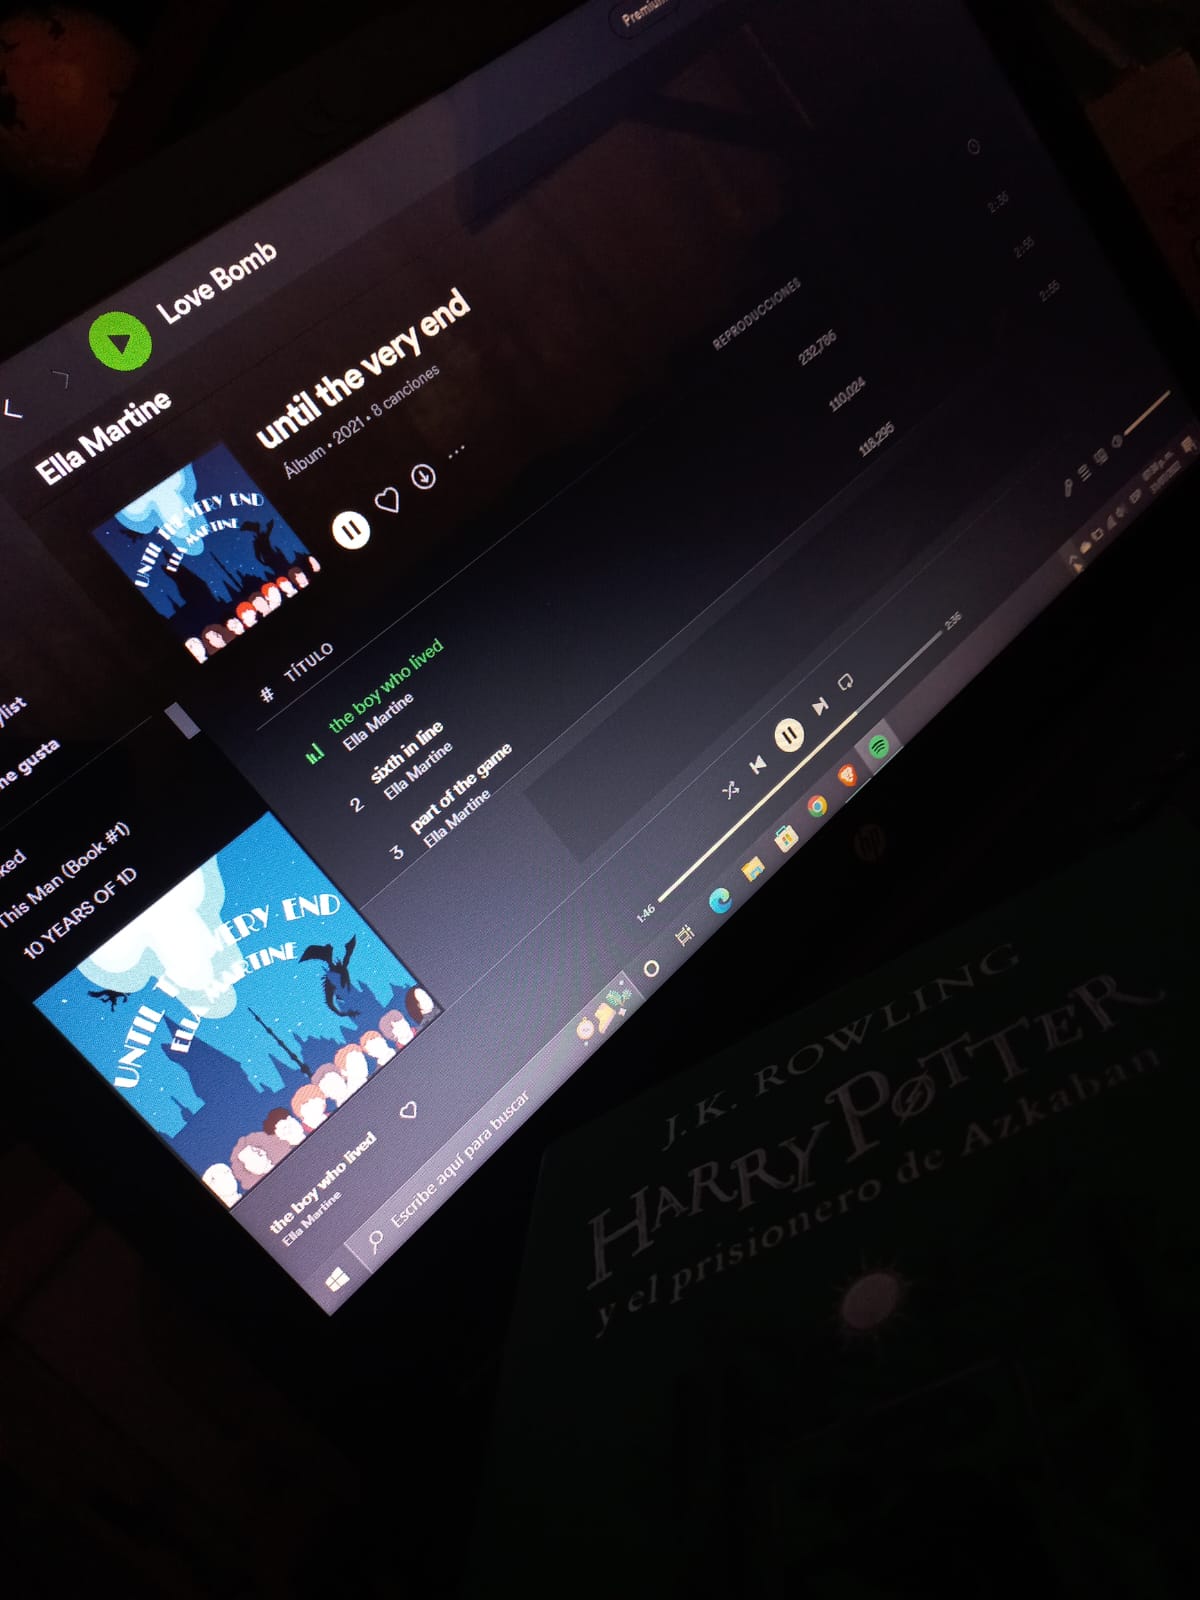 Premium
Love Bomb
Ella Martine
until the very end
Álbum • 2021 • 8 canciones
UNTIL THE VERY END
ELLA MARTINE
# TÍTULO
REPRODUCCIONES
the boy who lived
Ella Martine
232,786
2:36
2
sixth in line
Ella Martine
110,024
2:55
3
part of the game
Ella Martine
118,295
2:55
ylist
ne gusta
ked
This Man (Book #1)
10 YEARS OF 1D
UNTIL T VERY END
ELLA MARTINE
the boy who lived
Ella Martine
1:46
2:36
Escribe aquí para buscar
hp
J.K. ROWLING
HARRY POTTER
y el prisionero de Azkaban